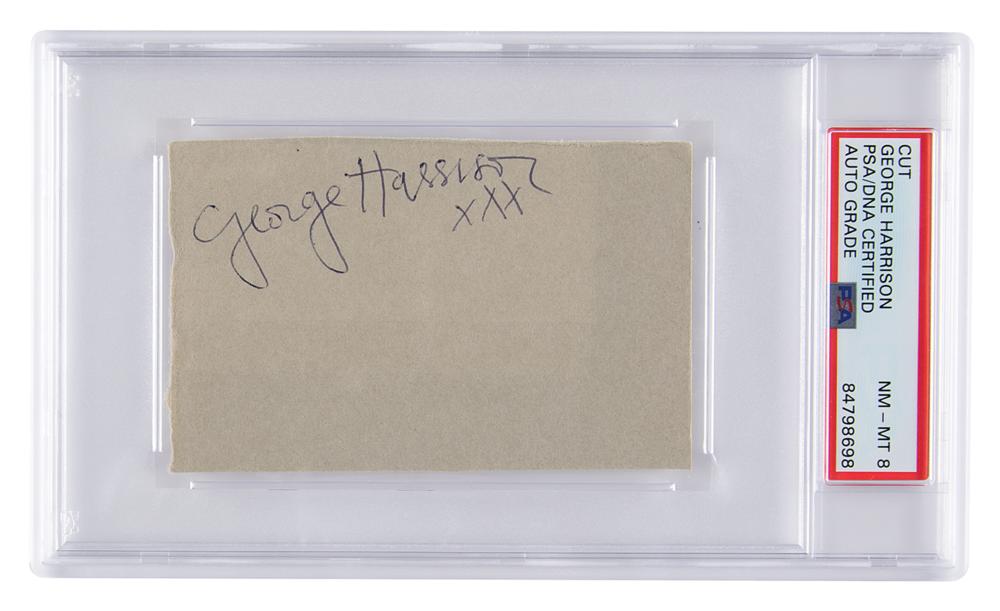 George Harrison
xxx
CUT
GEORGE HARRISON
PSA/DNA CERTIFIED
AUTO GRADE
NM – MT 8
84798698
PSA